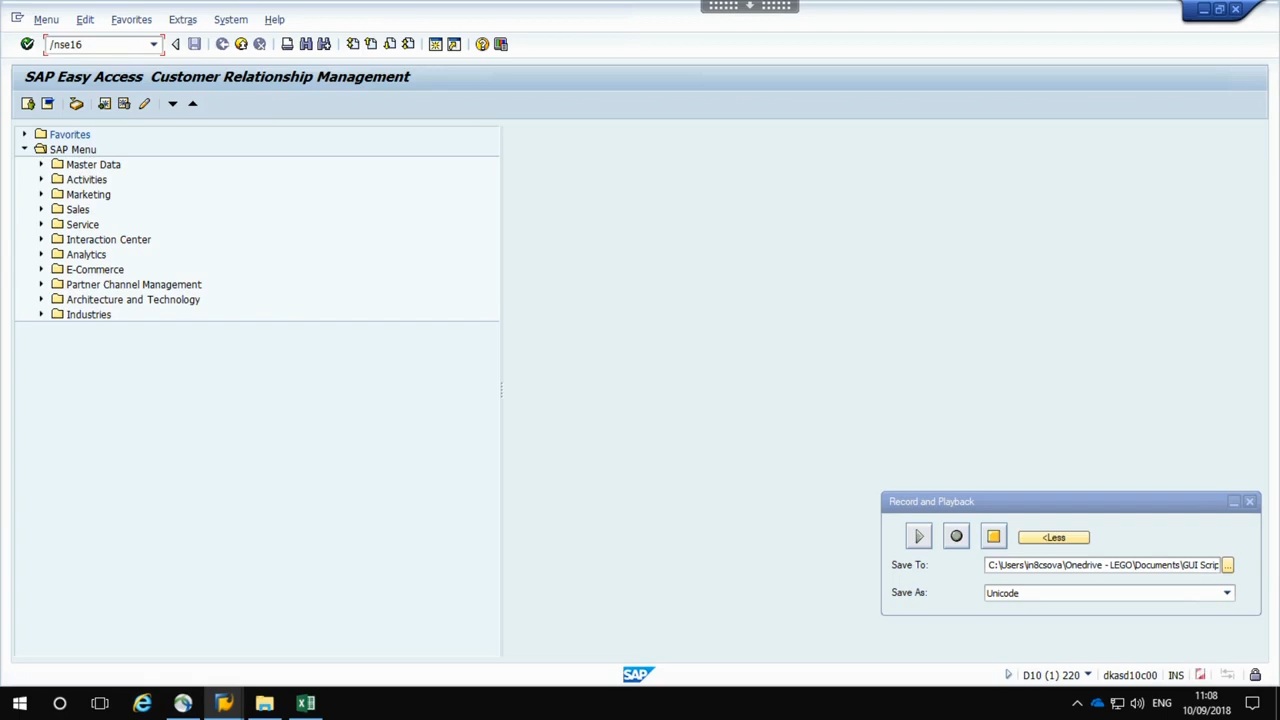 Menu Edit Favorites Extras System Help
/nse16
SAP Easy Access Customer Relationship Management
Favorites
SAP Menu
Master Data
Activities
Marketing
Sales
Service
Interaction Center
Analytics
E-Commerce
Partner Channel Management
Architecture and Technology
Industries
Record and Playback
<Less
Save To: C:\Users\in8csova\Onedrive - LEGO\Documents\GUI Scrip ...
Save As: Unicode
SAP
D10 (1) 220 dkasd10c00 INS
ENG
11:08
10/09/2018